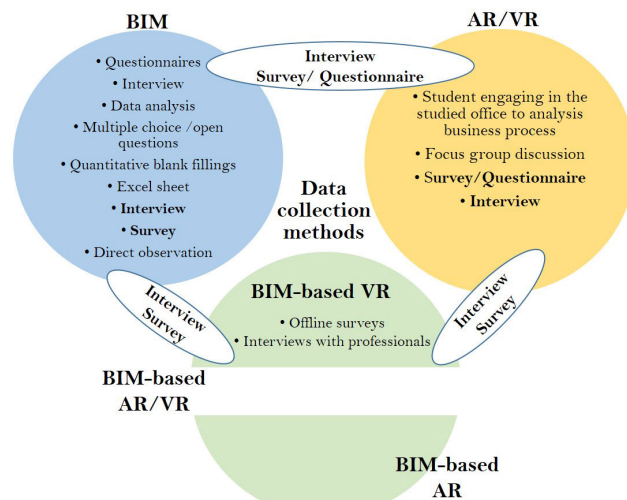 BIM
• Questionnaires
• Interview
• Data analysis
• Multiple choice /open
questions
• Quantitative blank fillings
• Excel sheet
• Interview
• Survey
• Direct observation
Interview
Survey/ Questionnaire
AR/VR
• Student engaging in the
studied office to analysis
business process
• Focus group discussion
• Survey/Questionnaire
• Interview
Data
collection
methods
Interview
Survey
BIM-based VR
• Offline surveys
• Interviews with professionals
Interview
Survey
BIM-based
AR/VR
BIM-based
AR